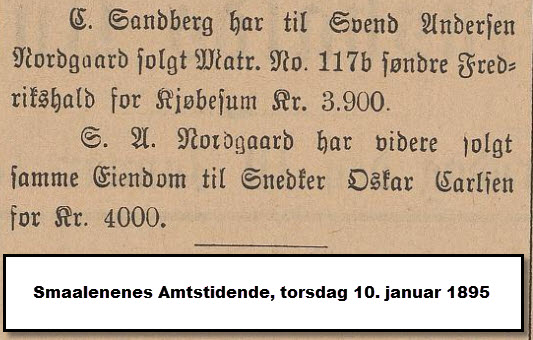 C. Sandberg har til Svend Andersen
Nordgaard solgt Matr. No. 117b søndre Fred-
rikshald for Kjøbesum Kr. 3.900.
S. A. Nordgaard har videre solgt
samme Eiendom til Snedker Oskar Carlsen
for Kr. 4000.
Smaalenenes Amtstidende, torsdag 10. januar 1895